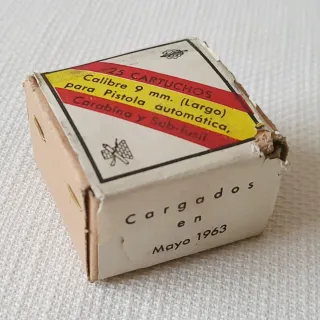 25 CARTUCHOS
Calibre 9 mm. (Largo)
para Pistola automática,
Carabina y Sub-fusil
Cargados
en
Mayo 1963